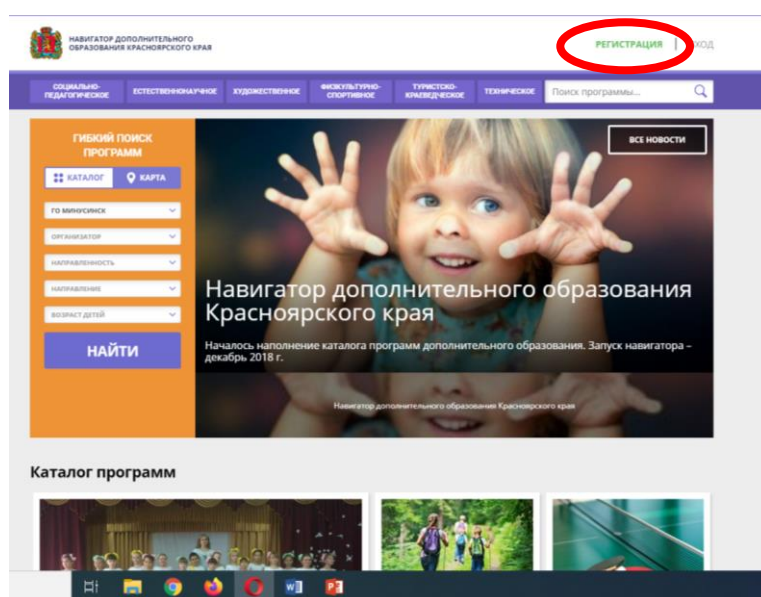 НАВИГАТОР ДОПОЛНИТЕЛЬНОГО
ОБРАЗОВАНИЯ КРАСНОЯРСКОГО КРАЯ
РЕГИСТРАЦИЯ
СОЦИАЛЬНО-
ПЕДАГОГИЧЕСКОЕ
ЕСТЕСТВЕННОНАУЧНОЕ
ХУДОЖЕСТВЕННОЕ
ФИЗКУЛЬТУРНО-
СПОРТИВНОЕ
ТУРИСТСКО-
КРАЕВЕДЧЕСКОЕ
ТЕХНИЧЕСКОЕ
Поиск программы...
ГИБКИЙ ПОИСК
ПРОГРАММ
КАТАЛОГ
КАРТА
ГО МИНУСИНСК
ОРГАНИЗАТОР
НАПРАВЛЕННОСТЬ
НАПРАВЛЕНИЕ
ВОЗРАСТ ДЕТЕЙ
НАЙТИ
ВСЕ НОВОСТИ
Навигатор дополнительного образования
Красноярского края
Началось наполнение каталога программ дополнительного образования. Запуск навигатора –
декабрь 2018 г.
Навигатор дополнительного образования Красноярского края
Каталог программ